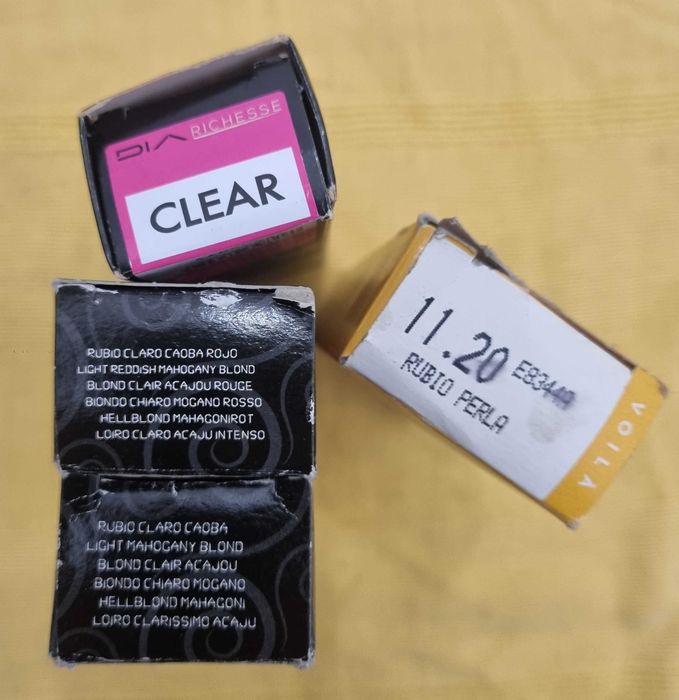 DIA RICHESSE
CLEAR
RUBIO CLARO CAOBA ROJO
LIGHT REDDISH MAHOGANY BLOND
BLOND CLAIR ACAJOU ROUGE
BIONDO CHIARO MOGANO ROSSO
HELLBLOND MAHAGONIROT
LOIRO CLARO ACAJU INTENSO
RUBIO CLARO CAOBA
LIGHT MAHOGANY BLOND
BLOND CLAIR ACAJOU
BIONDO CHIARO MOGANO
HELLBLOND MAHAGONI
LOIRO CLARISSIMO ACAJU
11.20
RUBIO PERLA
VOILA